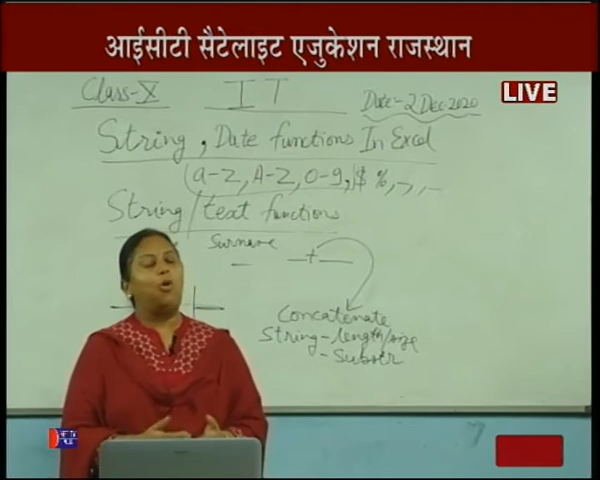 आईसीटी सैटेलाइट एजुकेशन राजस्थान
LIVE
Class-X IT Date-2 Dec.2020
String, Date functions In Excel
(a-z, A-Z, 0-9, $ %, -, , -
String/text functions
Surname — + —
Concatenate
String-length/size
- Substr